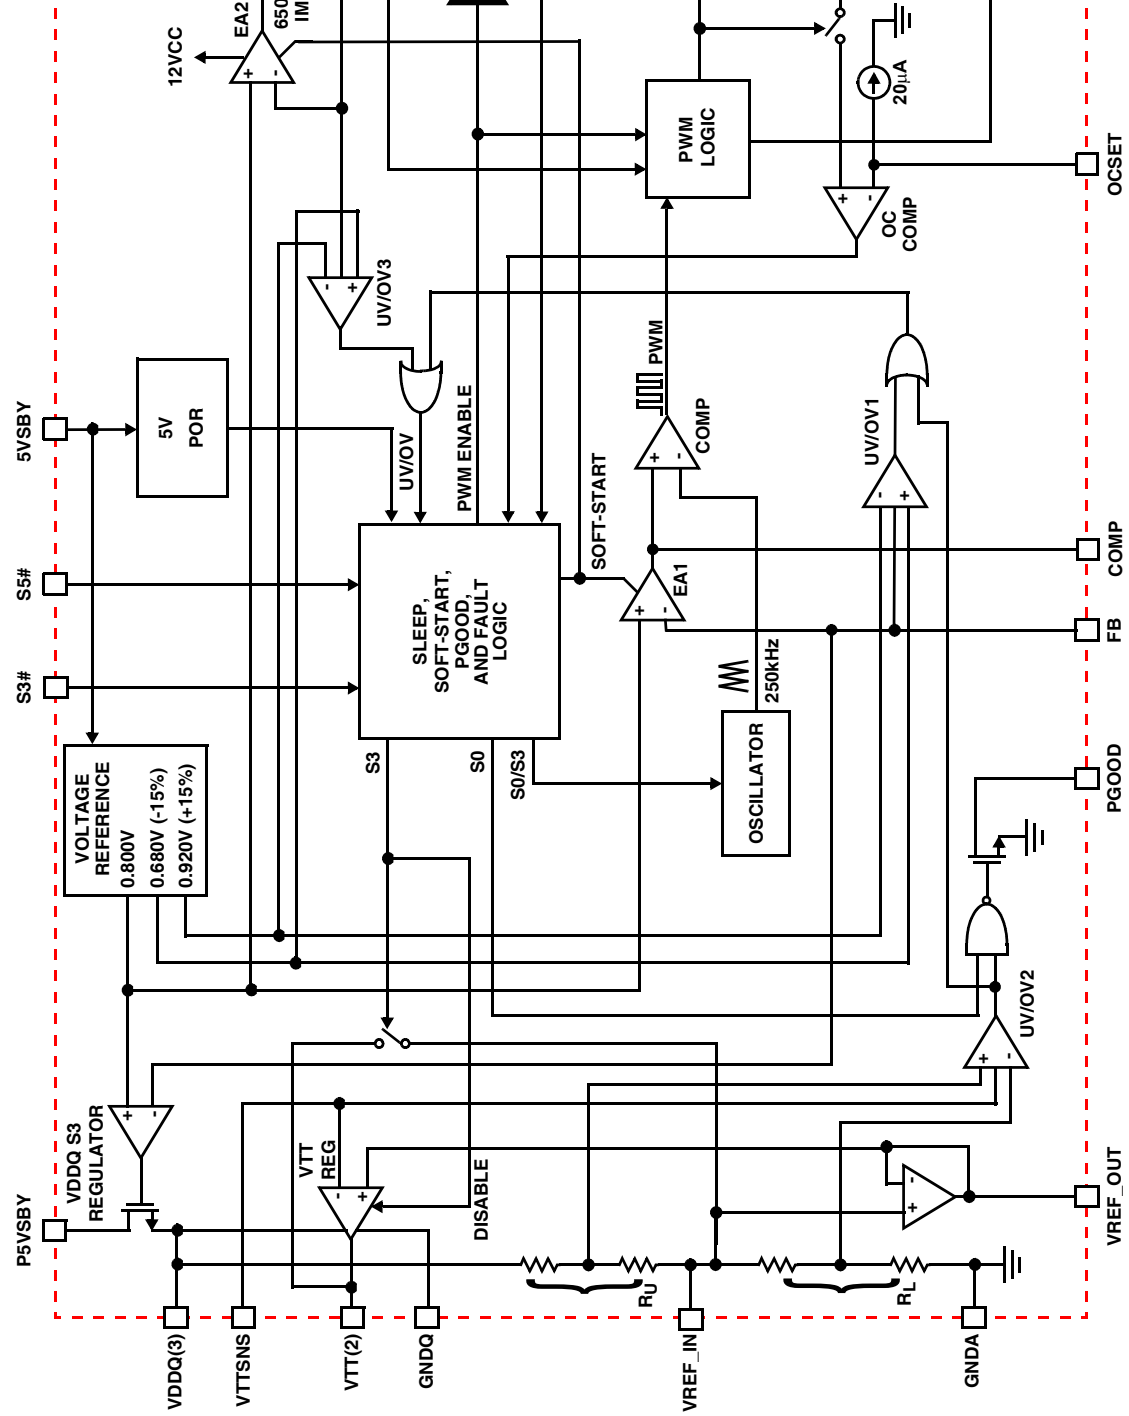 EA2
650
IM
12VCC
+
-
PWM
LOGIC
20µA
OCSET
+
-
OC
COMP
-
+
UV/OV3
5VSBY
5V
POR
UV/OV
PWM ENABLE
PWM
COMP
+
-
UV/OV1
-
+
SOFT-START
S5#
S3#
SLEEP,
SOFT-START,
PGOOD,
AND FAULT
LOGIC
EA1
+
-
COMP
FB
250kHz
OSCILLATOR
S3
S0
S0/S3
VOLTAGE
REFERENCE
0.800V
0.680V (-15%)
0.920V (+15%)
PGOOD
UV/OV2
+
-
+
-
VDDQ S3
REGULATOR
P5VSBY
VTT
REG
-
+
DISABLE
-
+
VREF_OUT
RU
RL
VDDQ(3)
VTTSNS
VTT(2)
GNDQ
VREF_IN
GNDA